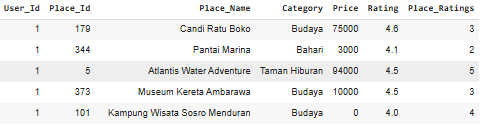 User_Id Place_Id Place_Name Category Price Rating Place_Ratings
1 179 Candi Ratu Boko Budaya 75000 4.6 3
1 344 Pantai Marina Bahari 3000 4.1 2
1 5 Atlantis Water Adventure Taman Hiburan 94000 4.5 5
1 373 Museum Kereta Ambarawa Budaya 10000 4.5 3
1 101 Kampung Wisata Sosro Menduran Budaya 0 4.0 4